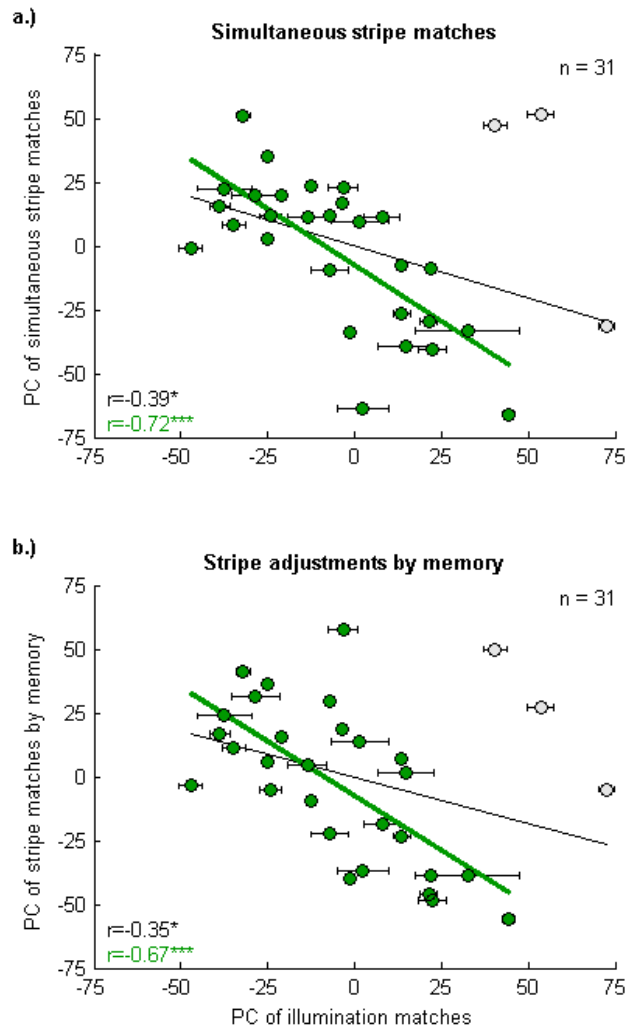 a.)
Simultaneous stripe matches
n = 31
PC of simultaneous stripe matches
75
50
25
0
-25
-50
-75
r=-0.39*
r=-0.72***
-75 -50 -25 0 25 50 75
b.)
Stripe adjustments by memory
n = 31
PC of stripe matches by memory
75
50
25
0
-25
-50
-75
r=-0.35*
r=-0.67***
-75 -50 -25 0 25 50 75
PC of illumination matches